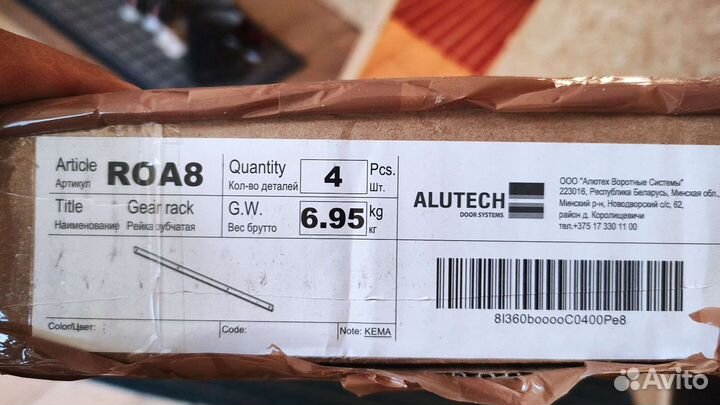 Article
Артикул
ROA8
Quantity
Кол-во деталей
4
Pcs.
Шт.
Title
Наименование
Gear rack
Рейка зубчатая
G.W.
Вес брутто
6.95
kg
кг
Color/Цвет:
Code:
Note: KEMA
ALUTECH
DOOR SYSTEMS
ООО "Алютех Воротные Системы"
223016, Республика Беларусь, Минская обл.,
Минский р-н, Новодворский с/с, 62,
район д. Королищевичи
тел.+375 17 330 11 00
8I360booooC0400Pe8
Avito